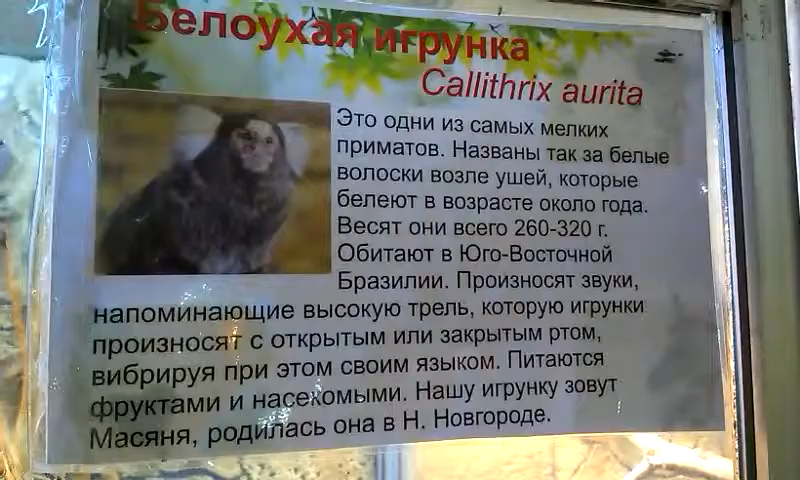 Белоухая игрунка
Callithrix aurita
Это одни из самых мелких
приматов. Названы так за белые
волоски возле ушей, которые
белеют в возрасте около года.
Весят они всего 260-320 г.
Обитают в Юго-Восточной
Бразилии. Произносят звуки,
напоминающие высокую трель, которую игрунки
произносят с открытым или закрытым ртом,
вибрируя при этом своим языком. Питаются
фруктами и насекомыми. Нашу игрунку зовут
Масяня, родилась она в Н. Новгороде.